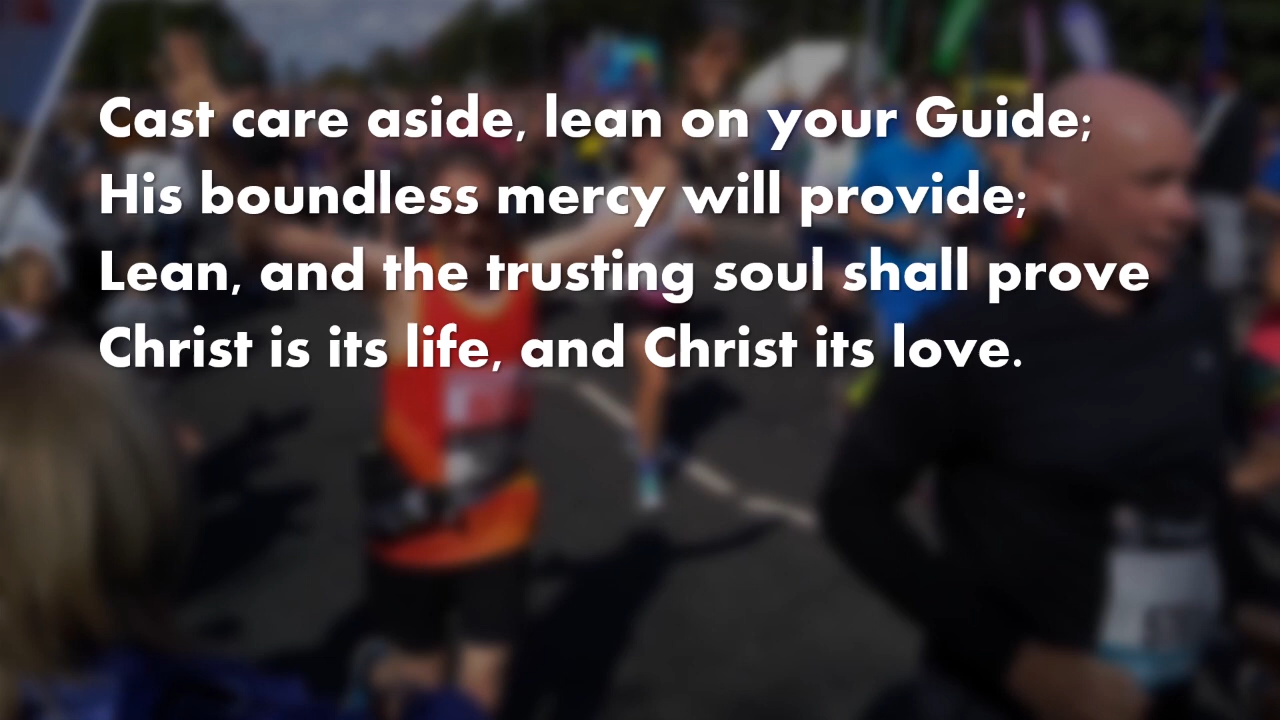 Cast care aside, lean on your Guide;
His boundless mercy will provide;
Lean, and the trusting soul shall prove
Christ is its life, and Christ its love.